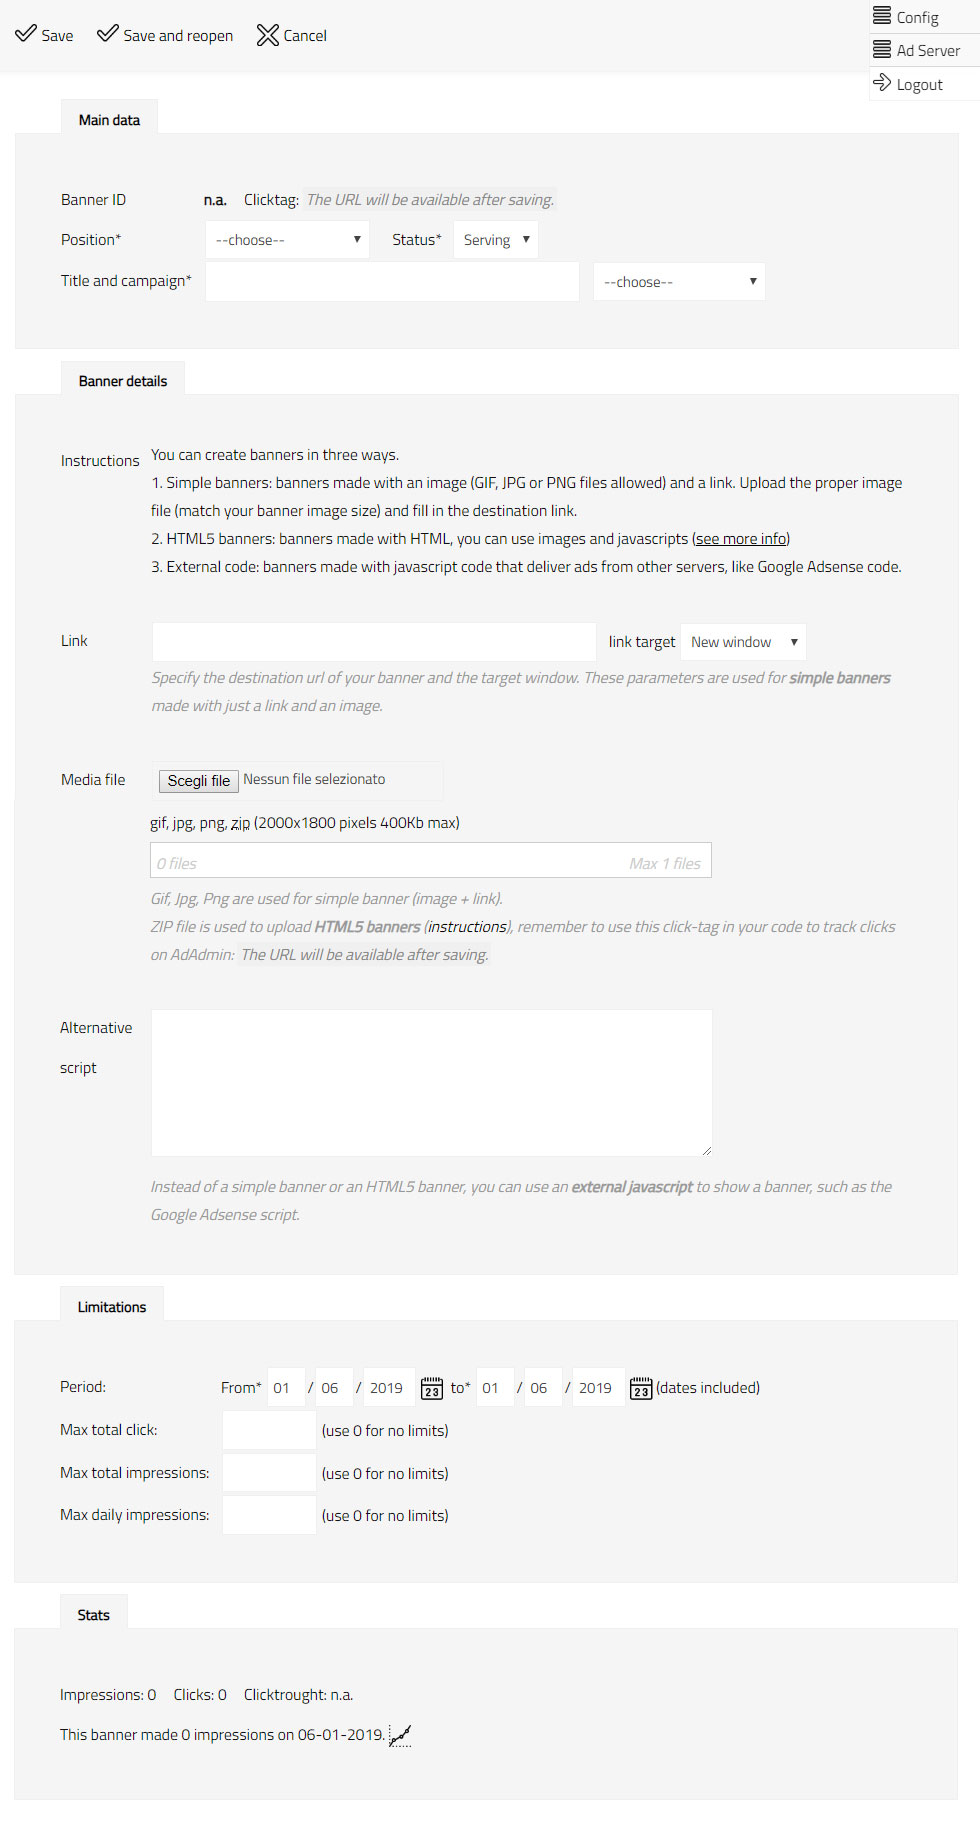 Save Save and reopen Cancel
Config
Ad Server
Logout
Main data
Banner ID n.a. Clicktag: The URL will be available after saving.
Position* --choose-- Status* Serving
Title and campaign* --choose--
Banner details
Instructions You can create banners in three ways.
1. Simple banners: banners made with an image (GIF, JPG or PNG files allowed) and a link. Upload the proper image
file (match your banner image size) and fill in the destination link.
2. HTML5 banners: banners made with HTML, you can use images and javascripts (see more info)
3. External code: banners made with javascript code that deliver ads from other servers, like Google Adsense code.
Link link target New window
Specify the destination url of your banner and the target window. These parameters are used for simple banners
made with just a link and an image.
Media file Scegli file Nessun file selezionato
gif, jpg, png, zip (2000x1800 pixels 400Kb max)
0 files Max 1 files
Gif, Jpg, Png are used for simple banner (image + link).
ZIP file is used to upload HTML5 banners (instructions), remember to use this click-tag in your code to track clicks
on AdAdmin: The URL will be available after saving.
Alternative
script
Instead of a simple banner or an HTML5 banner, you can use an external javascript to show a banner, such as the
Google Adsense script.
Limitations
Period: From* 01 / 06 / 2019 23 to* 01 / 06 / 2019 23 (dates included)
Max total click: (use 0 for no limits)
Max total impressions: (use 0 for no limits)
Max daily impressions: (use 0 for no limits)
Stats
Impressions: 0 Clicks: 0 Clicktrought: n.a.
This banner made 0 impressions on 06-01-2019.